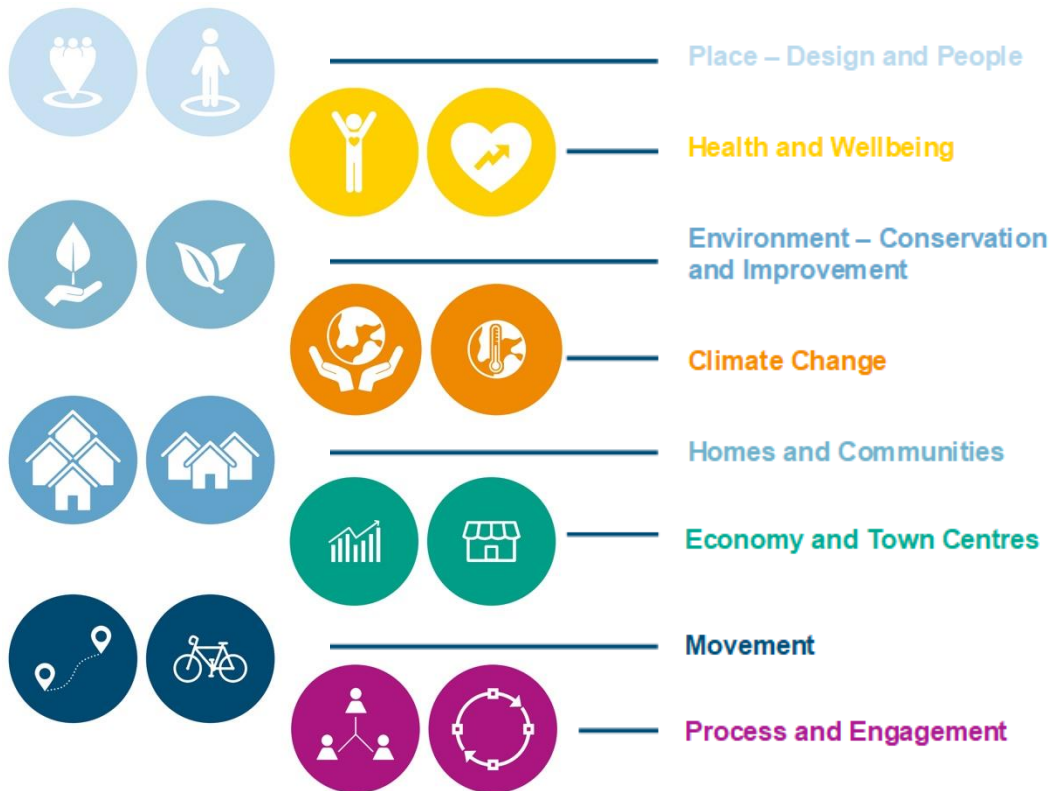 Place – Design and People
Health and Wellbeing
Environment – Conservation
and Improvement
Climate Change
Homes and Communities
Economy and Town Centres
Movement
Process and Engagement